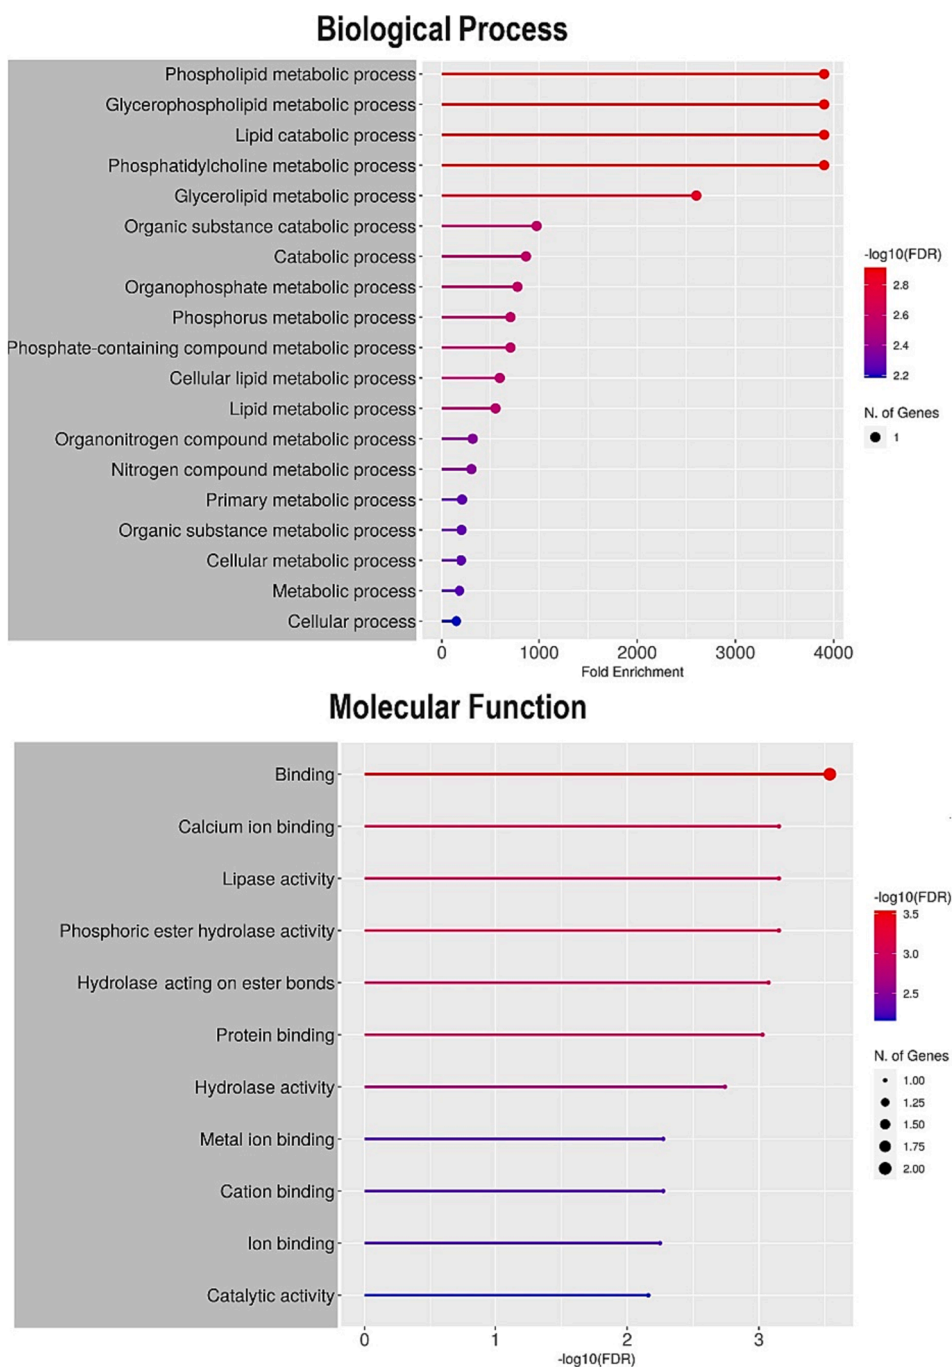 Biological Process
Phospholipid metabolic process
Glycerophospholipid metabolic process
Lipid catabolic process
Phosphatidylcholine metabolic process
Glycerolipid metabolic process
Organic substance catabolic process
Catabolic process
Organophosphate metabolic process
Phosphorus metabolic process
Phosphate-containing compound metabolic process
Cellular lipid metabolic process
Lipid metabolic process
Organonitrogen compound metabolic process
Nitrogen compound metabolic process
Primary metabolic process
Organic substance metabolic process
Cellular metabolic process
Metabolic process
Cellular process
0 1000 2000 3000 4000
Fold Enrichment
-log10(FDR)
2.8
2.6
2.4
2.2
N. of Genes
1
Molecular Function
Binding
Calcium ion binding
Lipase activity
Phosphoric ester hydrolase activity
Hydrolase acting on ester bonds
Protein binding
Hydrolase activity
Metal ion binding
Cation binding
Ion binding
Catalytic activity
0 1 2 3
-log10(FDR)
-log10(FDR)
3.5
3.0
2.5
N. of Genes
1.00
1.25
1.50
1.75
2.00